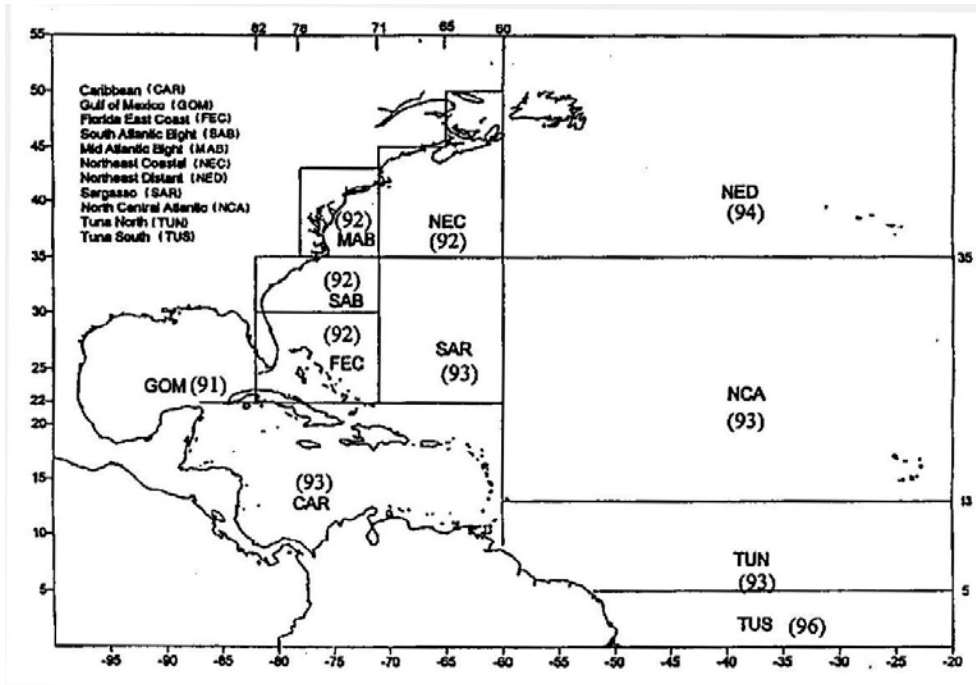 82 76 71 65 60
55
50
45
40
35
30
25
22
20
15
10
5
Caribbean (CAR)
Gulf of Mexico (GOM)
Florida East Coast (FEC)
South Atlantic Bight (SAB)
Mid Atlantic Bight (MAB)
Northeast Coastal (NEC)
Northeast Distant (NED)
Sargasso (SAR)
North Central Atlantic (NCA)
Tuna North (TUN)
Tuna South (TUS)
NED
(94)
(92)
MAB
NEC
(92)
35
(92)
SAB
(92)
FEC
SAR
(93)
GOM (91)
NCA
(93)
(93)
CAR
13
TUN
(93)
5
TUS (96)
-95 -90 -85 -80 -75 -70 -65 -60 -55 -50 -45 -40 -35 -30 -25 -20